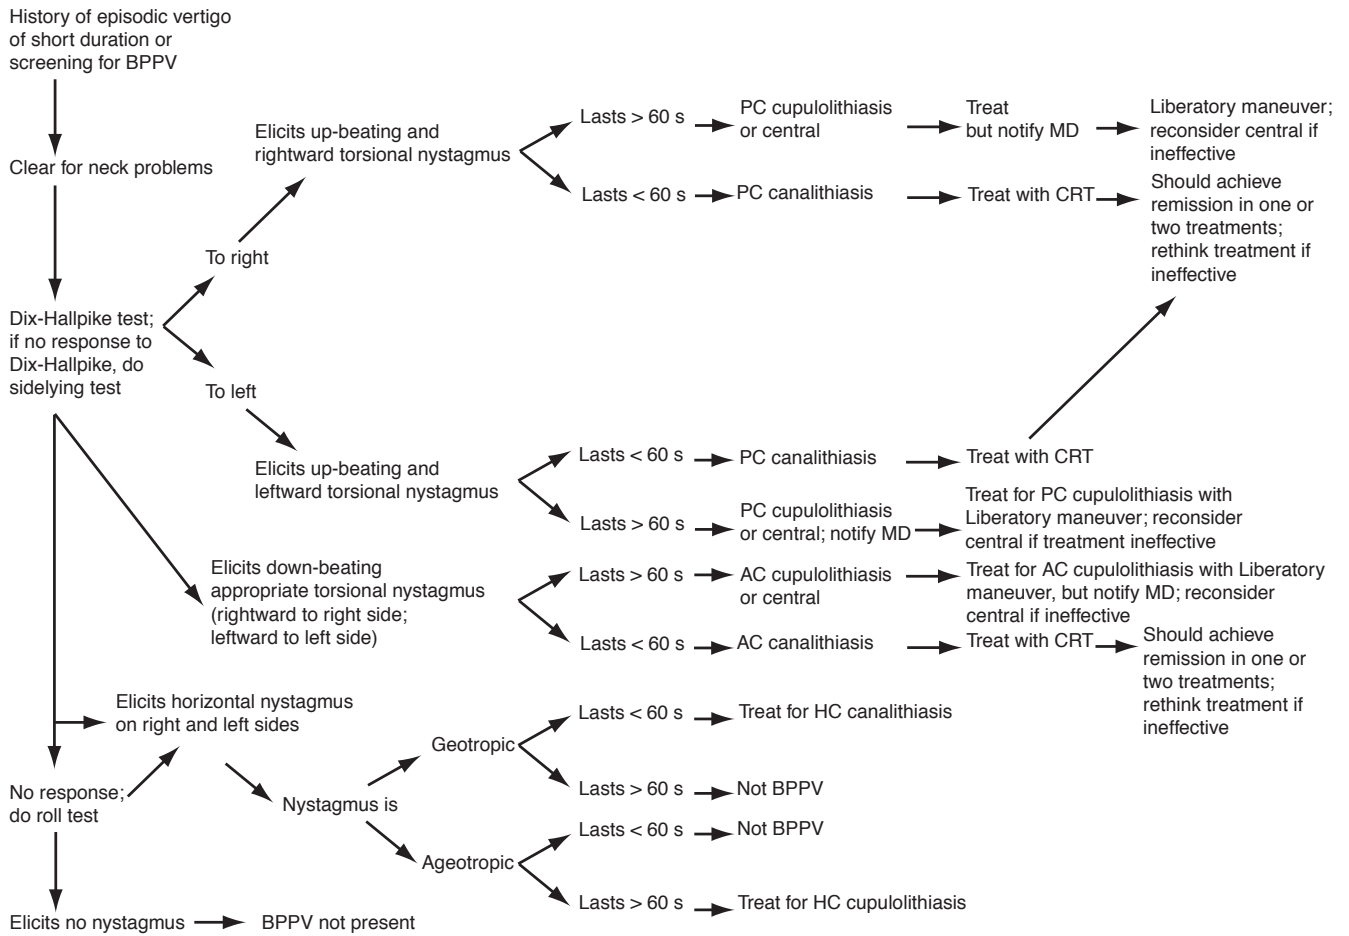 History of episodic vertigo
of short duration or
screening for BPPV
Clear for neck problems
Dix-Hallpike test;
if no response to
Dix-Hallpike, do
sidelying test
To right
Elicits up-beating and
rightward torsional nystagmus
Lasts > 60 s
PC cupulolithiasis
or central
Treat
but notify MD
Liberatory maneuver;
reconsider central if
ineffective
Lasts < 60 s
PC canalithiasis
Treat with CRT
Should achieve
remission in one or
two treatments;
rethink treatment if
ineffective
To left
Elicits up-beating and
leftward torsional nystagmus
Lasts < 60 s
PC canalithiasis
Treat with CRT
Lasts > 60 s
PC cupulolithiasis
or central; notify MD
Treat for PC cupulolithiasis with
Liberatory maneuver; reconsider
central if treatment ineffective
Elicits down-beating
appropriate torsional nystagmus
(rightward to right side;
leftward to left side)
Lasts > 60 s
AC cupulolithiasis
or central
Treat for AC cupulolithiasis with Liberatory
maneuver, but notify MD; reconsider
central if ineffective
Lasts < 60 s
AC canalithiasis
Treat with CRT
Should achieve
remission in one or
two treatments;
rethink treatment if
ineffective
Elicits horizontal nystagmus
on right and left sides
No response;
do roll test
Nystagmus is
Geotropic
Lasts < 60 s
Treat for HC canalithiasis
Lasts > 60 s
Not BPPV
Ageotropic
Lasts < 60 s
Not BPPV
Lasts > 60 s
Treat for HC cupulolithiasis
Elicits no nystagmus
BPPV not present